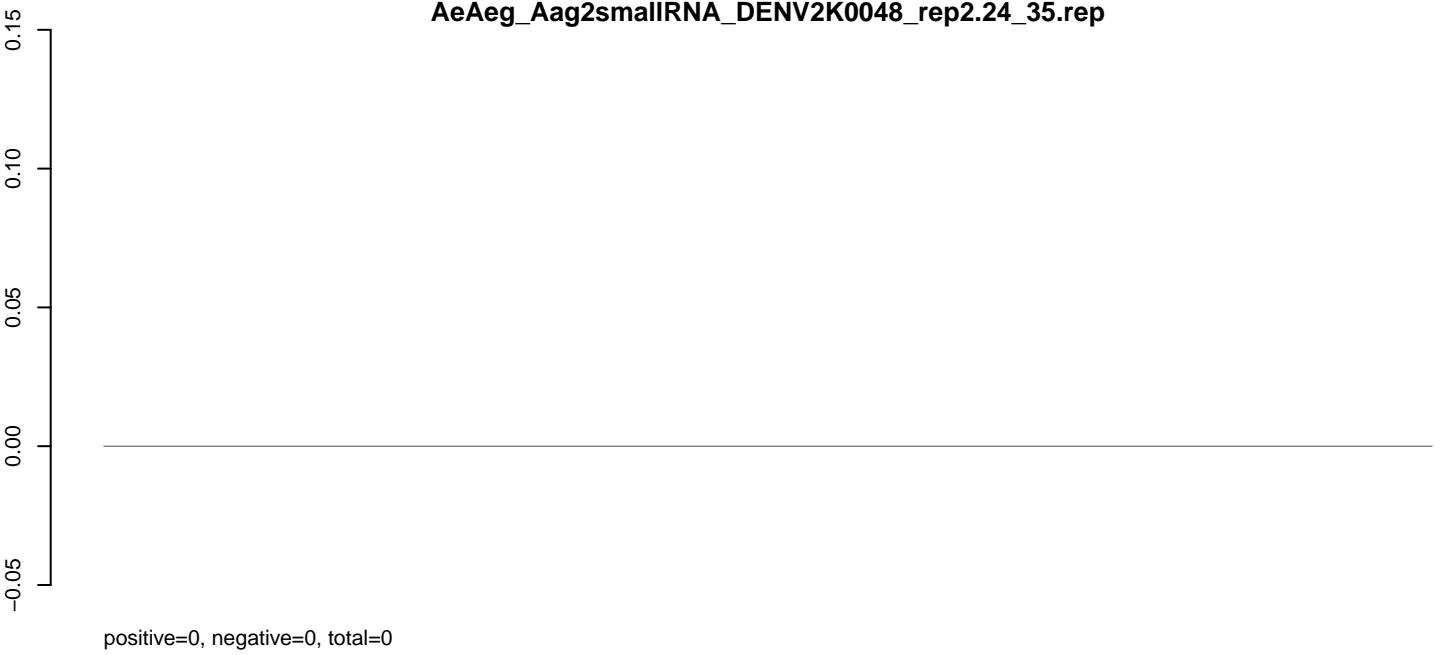 AeAeg_Aag2smallRNA_DENV2K0048_rep2.24_35.rep
0.15
0.10
0.05
0.00
−0.05
positive=0, negative=0, total=0